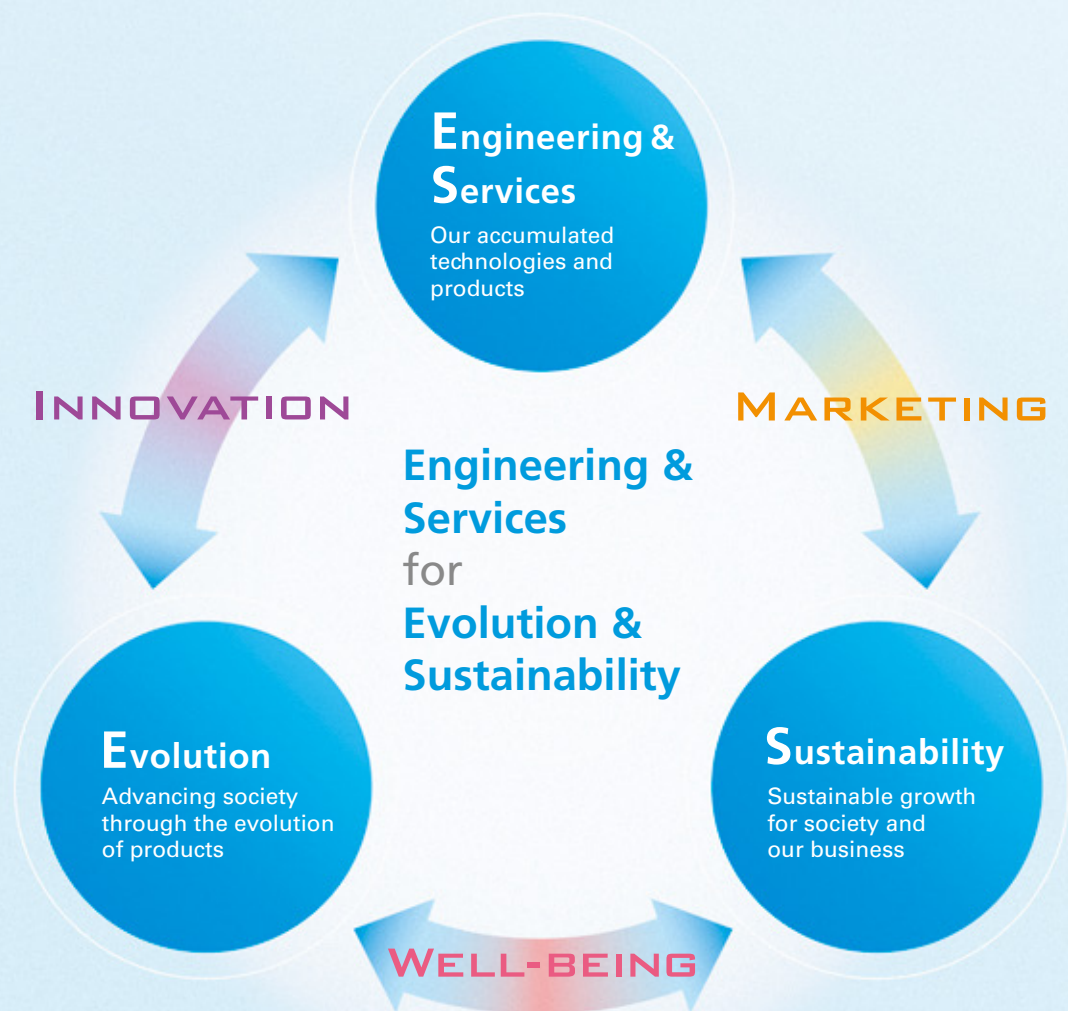 Engineering &
Services
Our accumulated
technologies and
products
INNOVATION
MARKETING
Engineering &
Services
for
Evolution &
Sustainability
Evolution
Advancing society
through the evolution
of products
Sustainability
Sustainable growth
for society and
our business
WELL-BEING